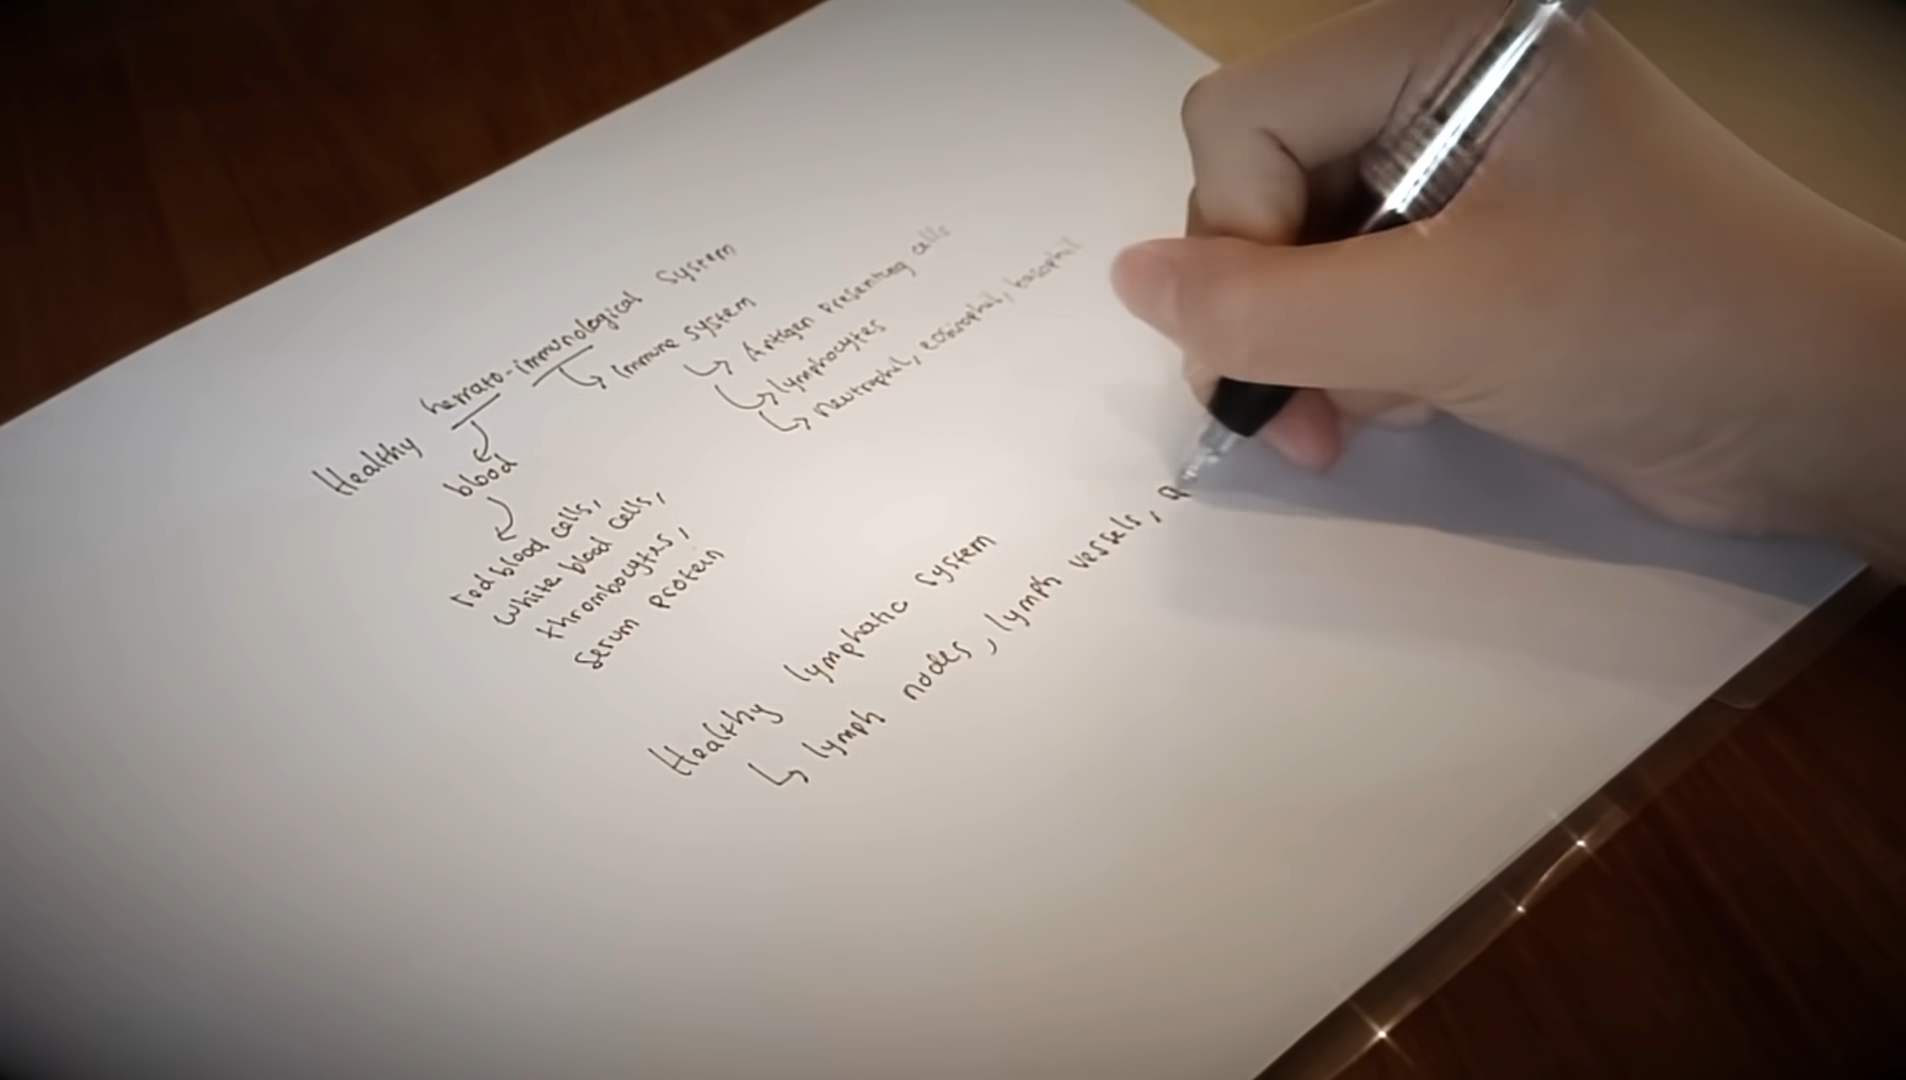 Healthy hemato-immunological system
↳ Immune system
↳ Antigen presenting cells
↳ lymphocytes
↳ neutrophil, eosinophil, basophil
blood
red blood cells,
white blood cells,
thrombocytes,
serum protein
Healthy lymphatic system
↳ lymph nodes, lymph vessels, a